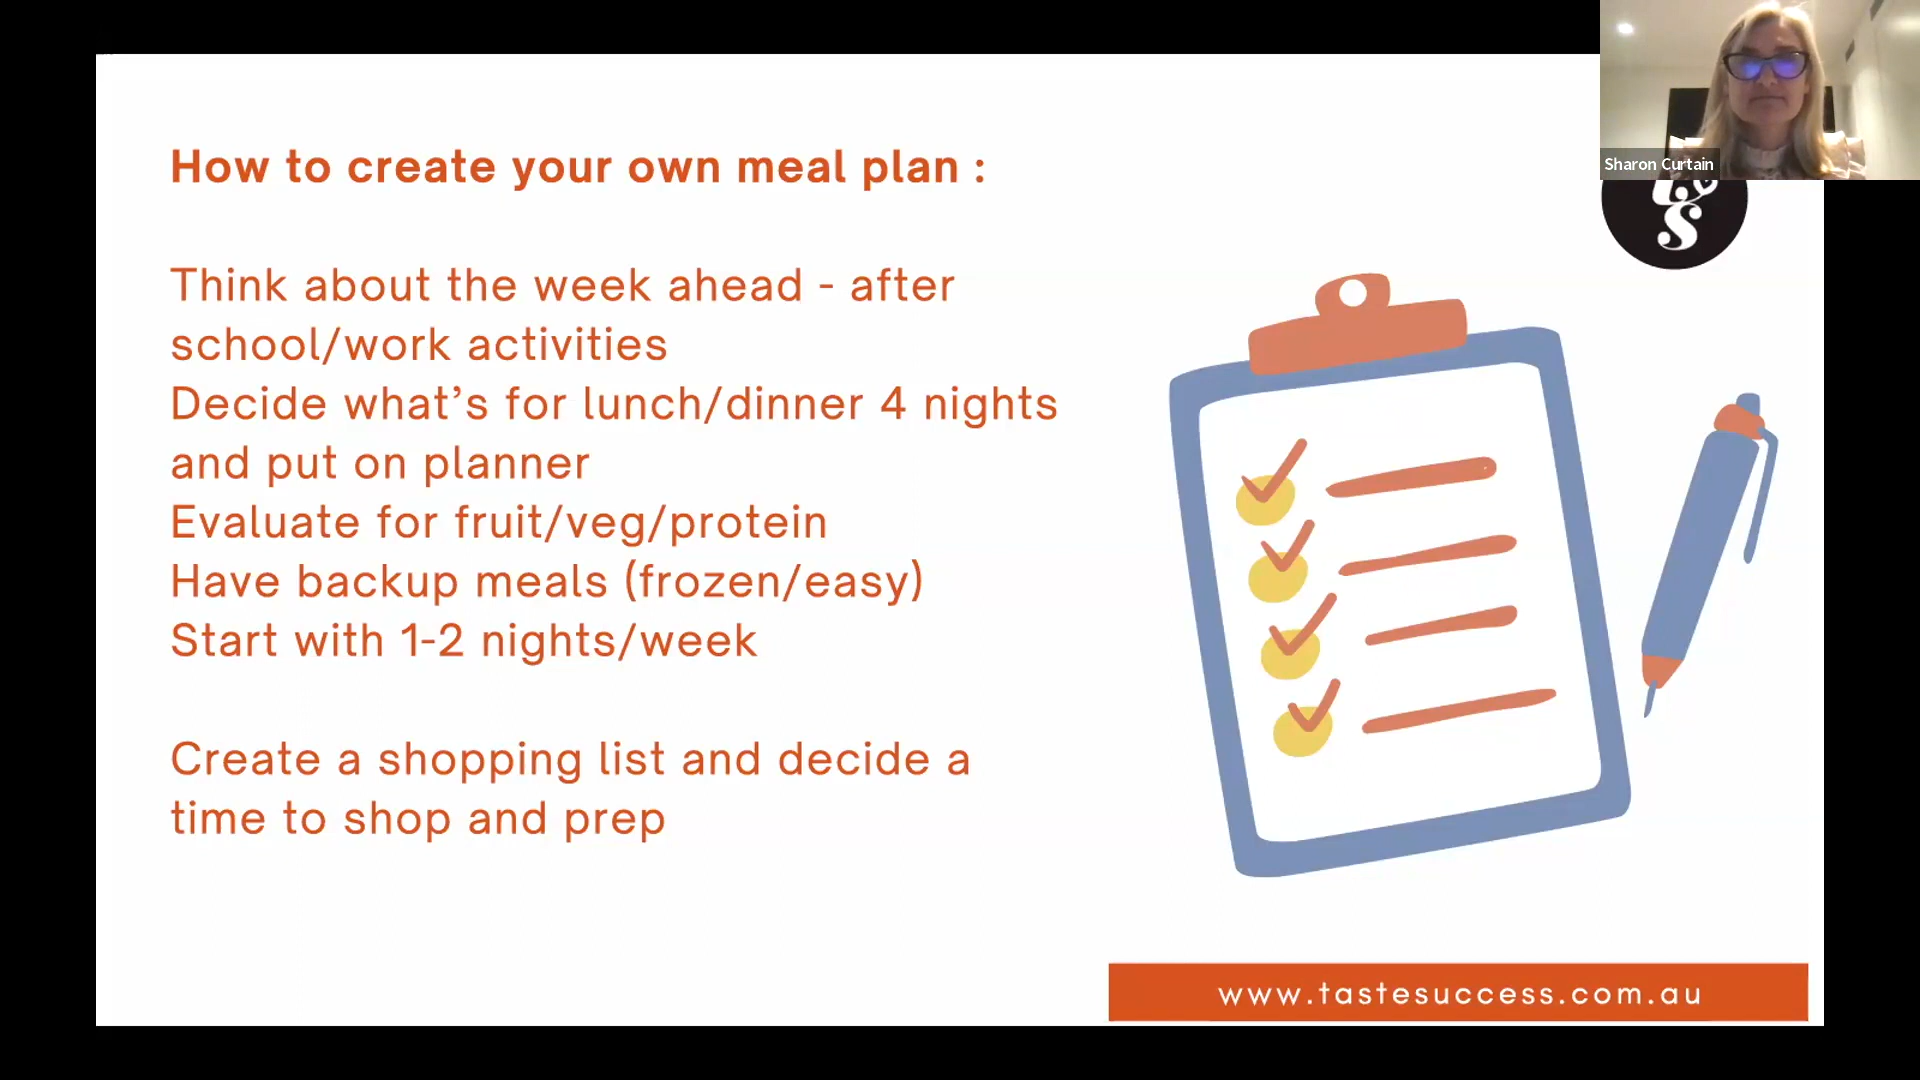 Sharon Curtain
How to create your own meal plan :
Think about the week ahead - after
school/work activities
Decide what’s for lunch/dinner 4 nights
and put on planner
Evaluate for fruit/veg/protein
Have backup meals (frozen/easy)
Start with 1-2 nights/week
Create a shopping list and decide a
time to shop and prep
www.tastesuccess.com.au